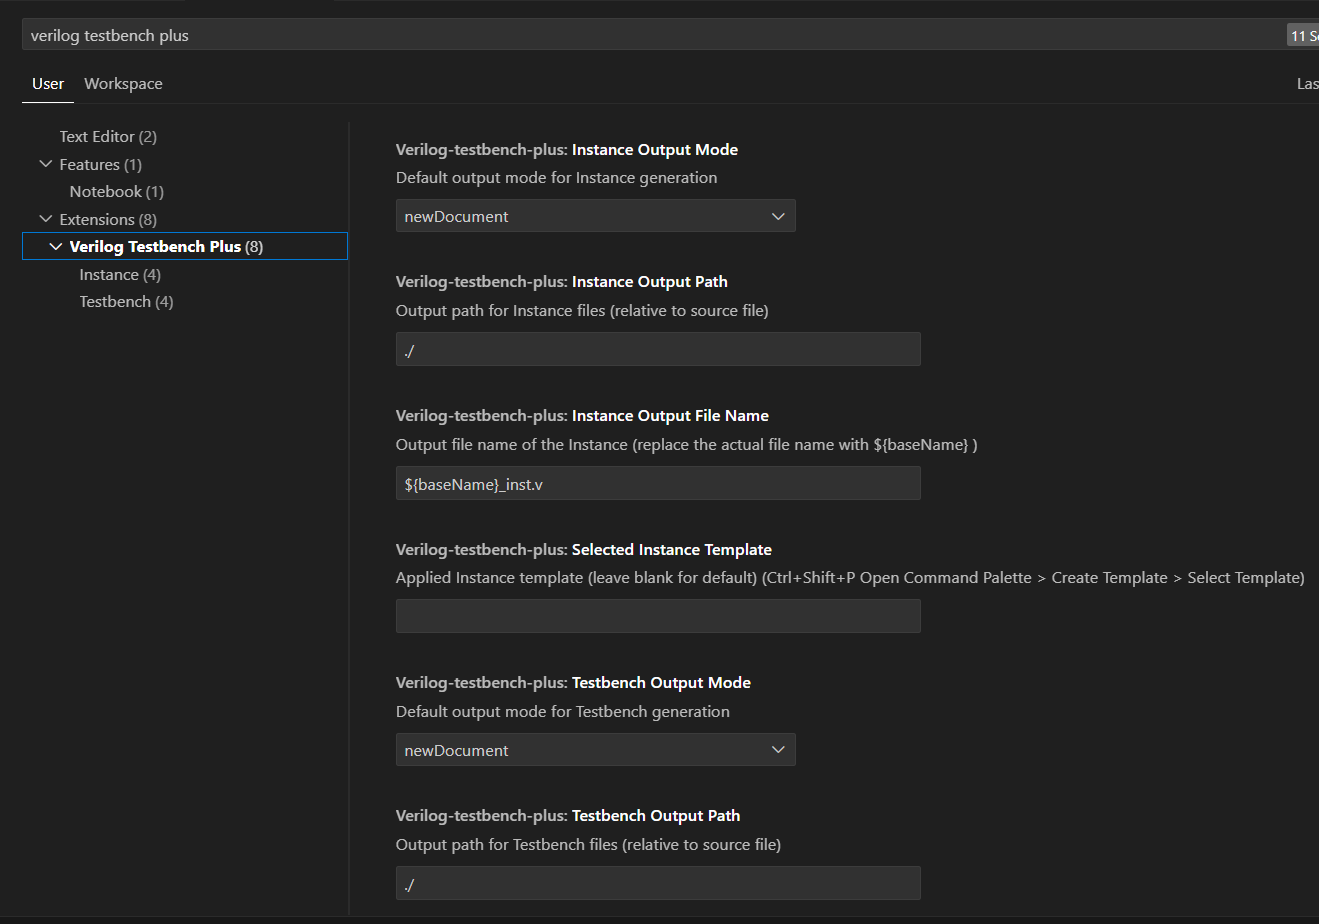 verilog testbench plus
11 S
User
Workspace
Las
Text Editor (2)
Features (1)
Notebook (1)
Extensions (8)
Verilog Testbench Plus (8)
Instance (4)
Testbench (4)
Verilog-testbench-plus: Instance Output Mode
Default output mode for Instance generation
newDocument
Verilog-testbench-plus: Instance Output Path
Output path for Instance files (relative to source file)
./
Verilog-testbench-plus: Instance Output File Name
Output file name of the Instance (replace the actual file name with ${baseName} )
${baseName}_inst.v
Verilog-testbench-plus: Selected Instance Template
Applied Instance template (leave blank for default) (Ctrl+Shift+P Open Command Palette > Create Template > Select Template)
Verilog-testbench-plus: Testbench Output Mode
Default output mode for Testbench generation
newDocument
Verilog-testbench-plus: Testbench Output Path
Output path for Testbench files (relative to source file)
./